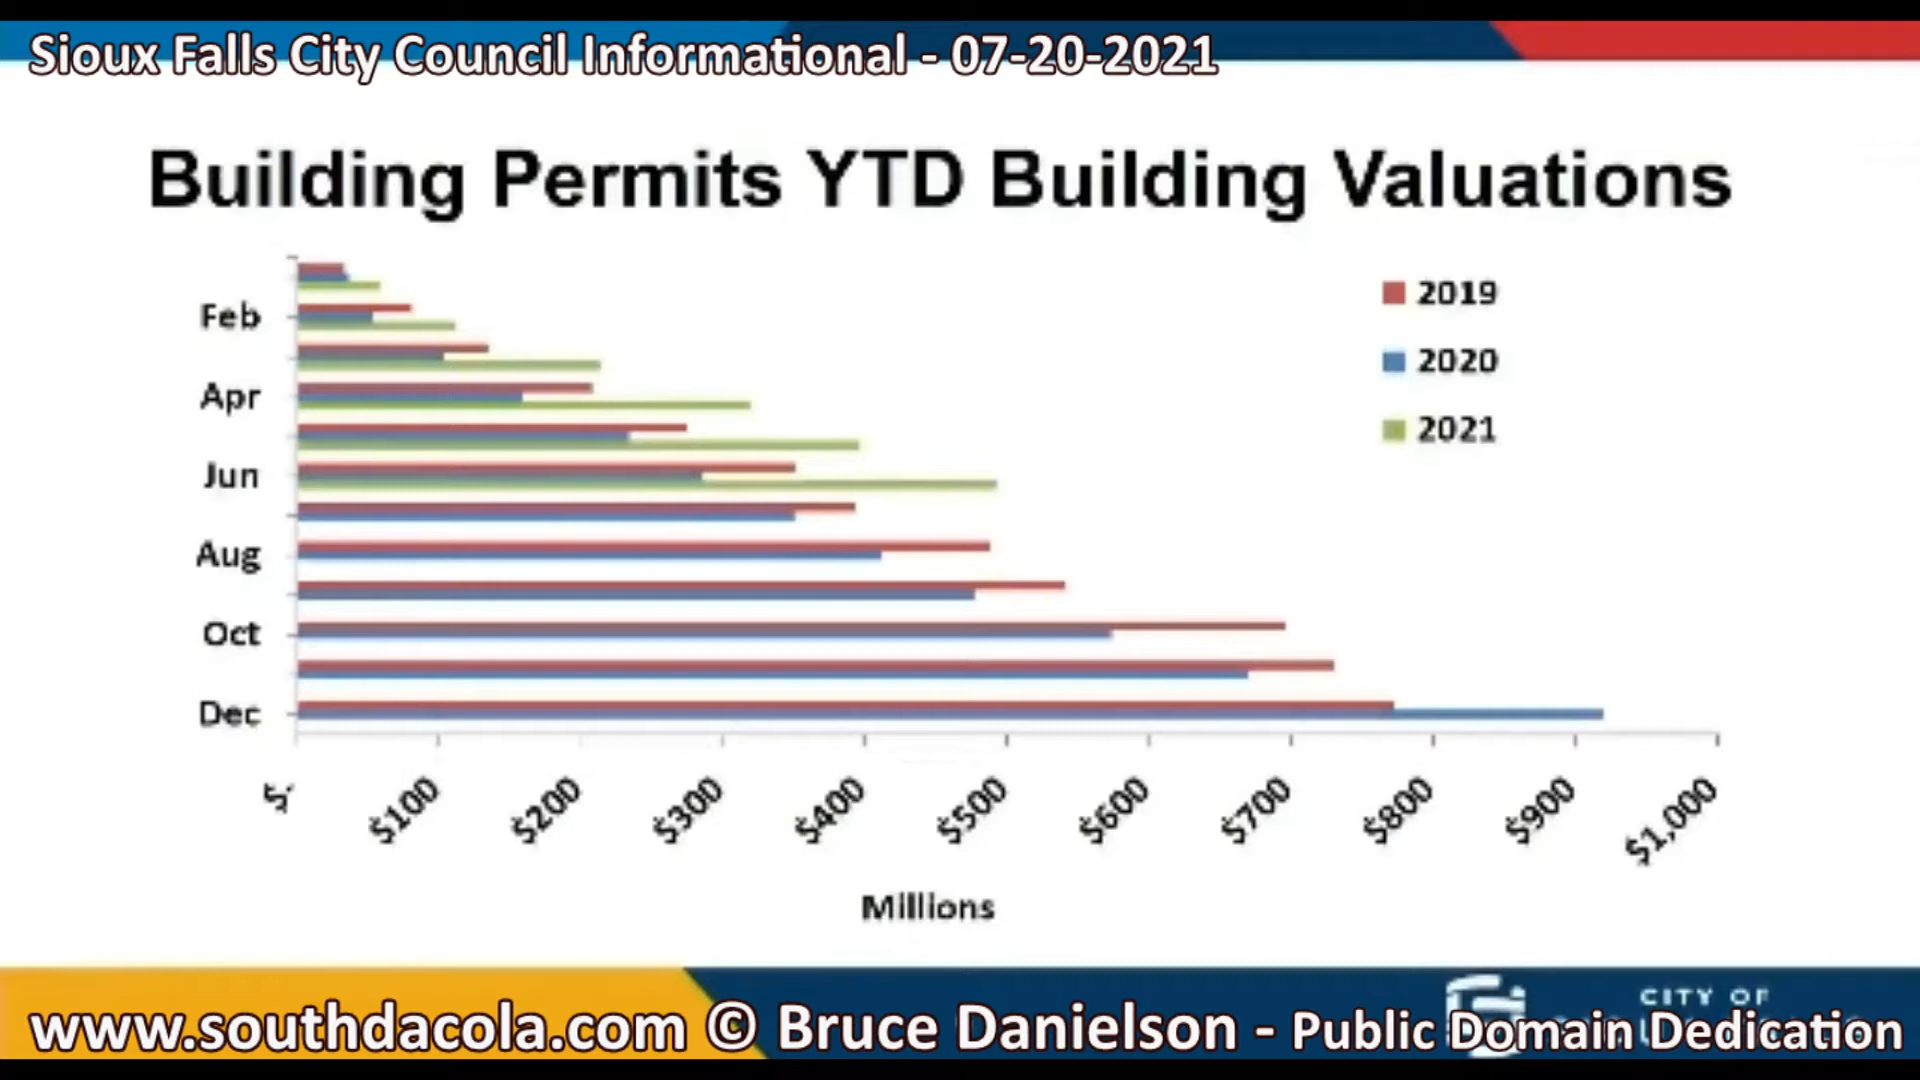 Sioux Falls City Council Informational - 07-20-2021
Building Permits YTD Building Valuations
2019
2020
2021
Feb
Apr
Jun
Aug
Oct
Dec
$- $100 $200 $300 $400 $500 $600 $700 $800 $900 $1,000
Millions
CITY OF
www.southdacola.com © Bruce Danielson - Public Domain Dedication